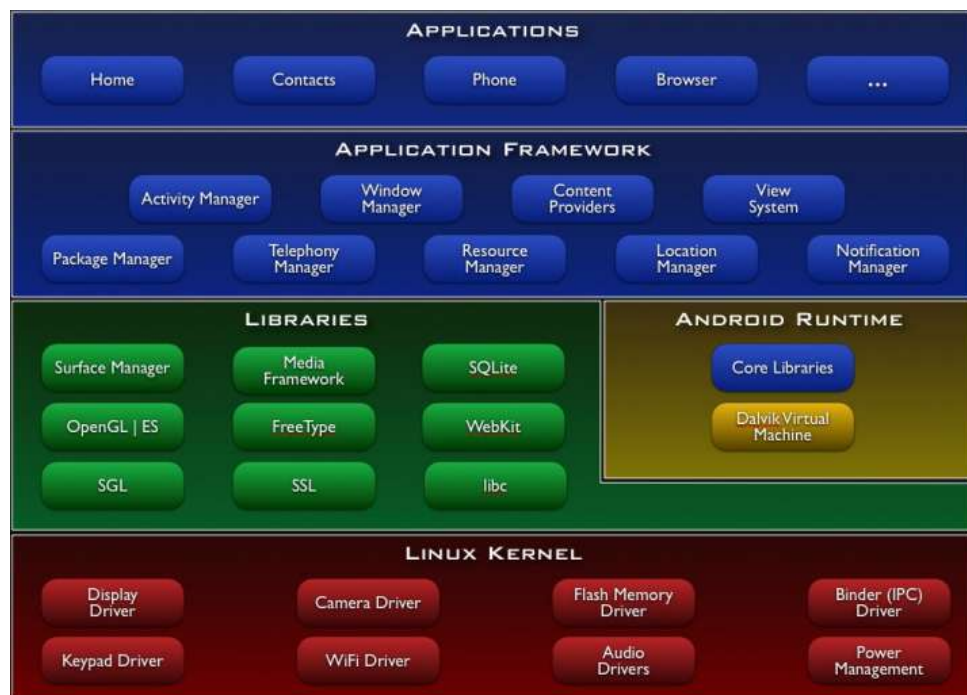 APPLICATIONS
Home
Contacts
Phone
Browser
...
APPLICATION FRAMEWORK
Activity Manager
Window
Manager
Content
Providers
View
System
Package Manager
Telephony
Manager
Resource
Manager
Location
Manager
Notification
Manager
LIBRARIES
Surface Manager
Media
Framework
SQLite
OpenGL | ES
FreeType
WebKit
SGL
SSL
libc
ANDROID RUNTIME
Core Libraries
Dalvik Virtual
Machine
LINUX KERNEL
Display
Driver
Camera Driver
Flash Memory
Driver
Binder (IPC)
Driver
Keypad Driver
WiFi Driver
Audio
Drivers
Power
Management